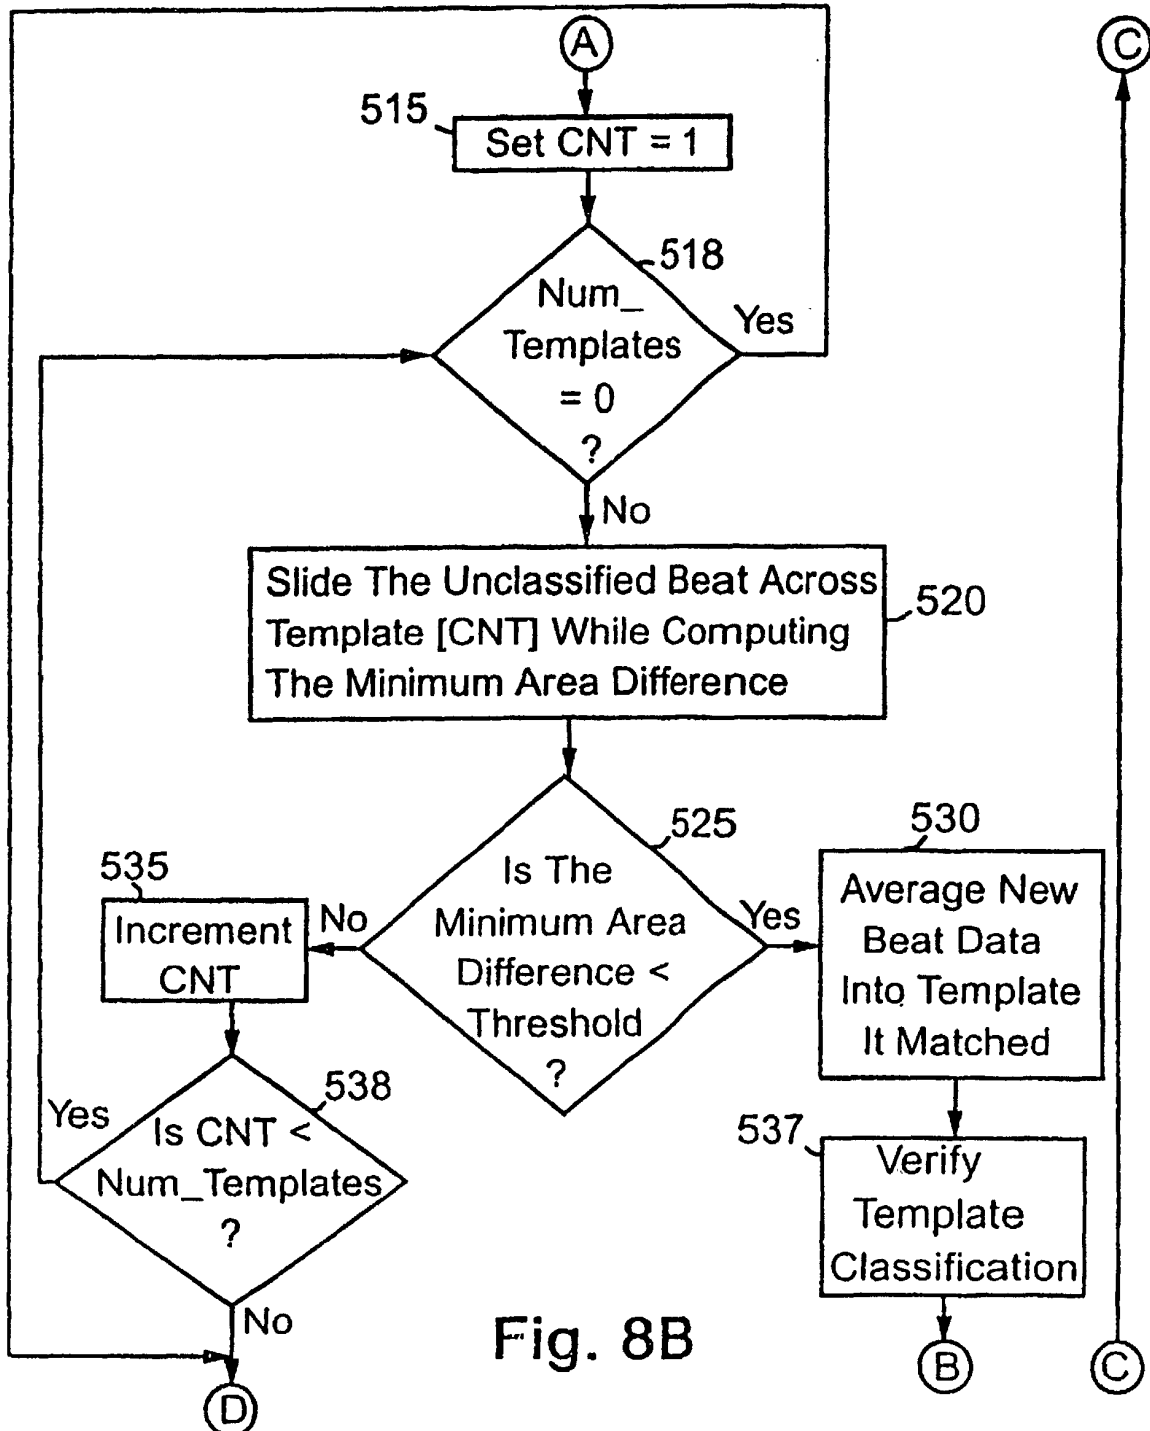 A
C
515
Set CNT = 1
518
Num_
Templates
= 0
?
Yes
No
Slide The Unclassified Beat Across
Template [CNT] While Computing
The Minimum Area Difference
520
525
Is The
Minimum Area
Difference <
Threshold
?
No
Yes
535
Increment
CNT
530
Average New
Beat Data
Into Template
It Matched
538
Is CNT <
Num_Templates
?
Yes
No
537
Verify
Template
Classification
Fig. 8B
B
C
D